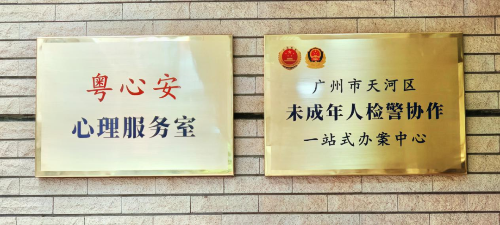 粤心安
心理服务室
广州市天河区
未成年人检警协作
一站式办案中心